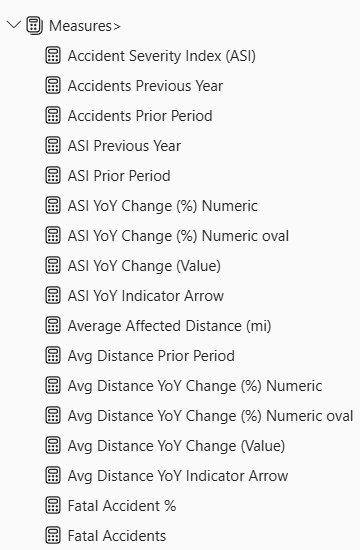 Measures>
Accident Severity Index (ASI)
Accidents Previous Year
Accidents Prior Period
ASI Previous Year
ASI Prior Period
ASI YoY Change (%) Numeric
ASI YoY Change (%) Numeric oval
ASI YoY Change (Value)
ASI YoY Indicator Arrow
Average Affected Distance (mi)
Avg Distance Prior Period
Avg Distance YoY Change (%) Numeric
Avg Distance YoY Change (%) Numeric oval
Avg Distance YoY Change (Value)
Avg Distance YoY Indicator Arrow
Fatal Accident %
Fatal Accidents